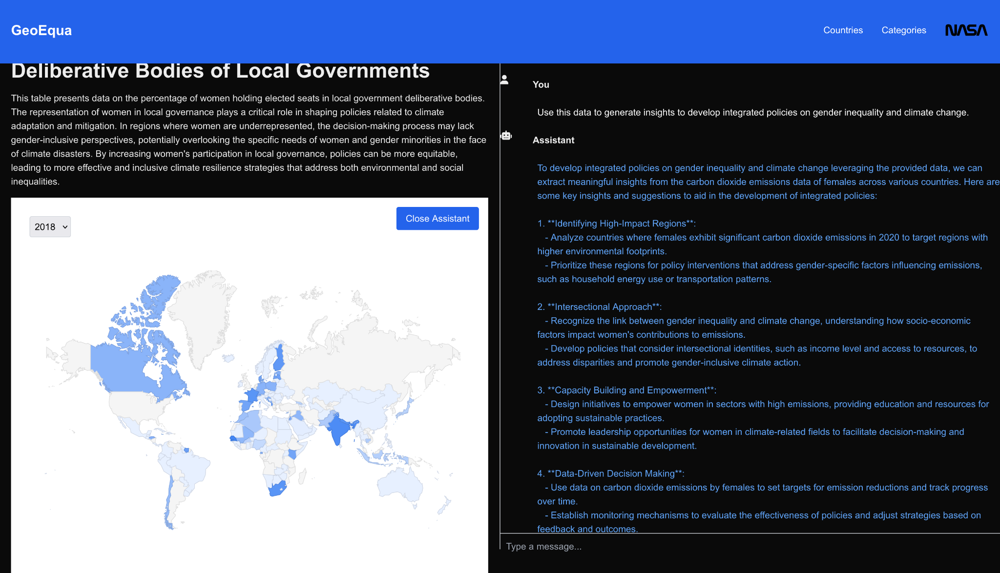 GeoEqua
Countries
Categories
NASA
Deliberative Bodies of Local Governments
This table presents data on the percentage of women holding elected seats in local government deliberative bodies.
The representation of women in local governance plays a critical role in shaping policies related to climate
adaptation and mitigation. In regions where women are underrepresented, the decision-making process may lack
gender-inclusive perspectives, potentially overlooking the specific needs of women and gender minorities in the face
of climate disasters. By increasing women's participation in local governance, policies can be more equitable,
leading to more effective and inclusive climate resilience strategies that address both environmental and social
inequalities.
2018
Close Assistant
You
Use this data to generate insights to develop integrated policies on gender inequality and climate change.
Assistant
To develop integrated policies on gender inequality and climate change leveraging the provided data, we can
extract meaningful insights from the carbon dioxide emissions data of females across various countries. Here are
some key insights and suggestions to aid in the development of integrated policies:
1. **Identifying High-Impact Regions**:
- Analyze countries where females exhibit significant carbon dioxide emissions in 2020 to target regions with
higher environmental footprints.
- Prioritize these regions for policy interventions that address gender-specific factors influencing emissions,
such as household energy use or transportation patterns.
2. **Intersectional Approach**:
- Recognize the link between gender inequality and climate change, understanding how socio-economic
factors impact women's contributions to emissions.
- Develop policies that consider intersectional identities, such as income level and access to resources, to
address disparities and promote gender-inclusive climate action.
3. **Capacity Building and Empowerment**:
- Design initiatives to empower women in sectors with high emissions, providing education and resources for
adopting sustainable practices.
- Promote leadership opportunities for women in climate-related fields to facilitate decision-making and
innovation in sustainable development.
4. **Data-Driven Decision Making**:
- Use data on carbon dioxide emissions by females to set targets for emission reductions and track progress
over time.
- Establish monitoring mechanisms to evaluate the effectiveness of policies and adjust strategies based on
feedback and outcomes.
Type a message...